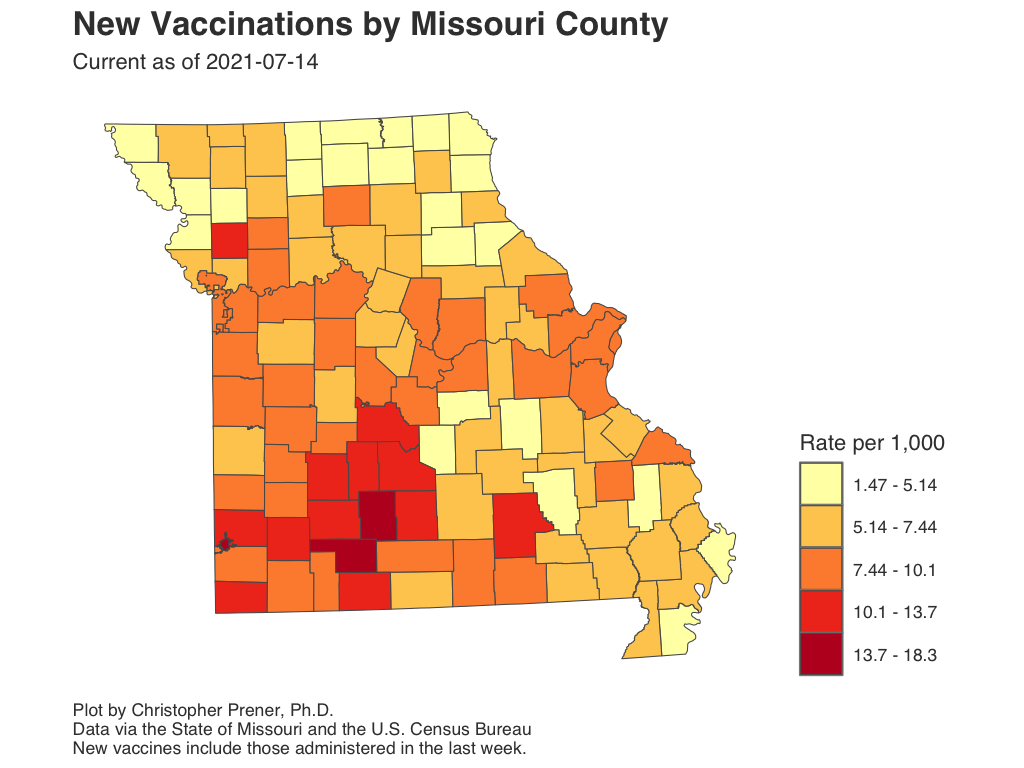 New Vaccinations by Missouri County
Current as of 2021-07-14
Rate per 1,000
1.47 - 5.14
5.14 - 7.44
7.44 - 10.1
10.1 - 13.7
13.7 - 18.3
Plot by Christopher Prener, Ph.D.
Data via the State of Missouri and the U.S. Census Bureau
New vaccines include those administered in the last week.